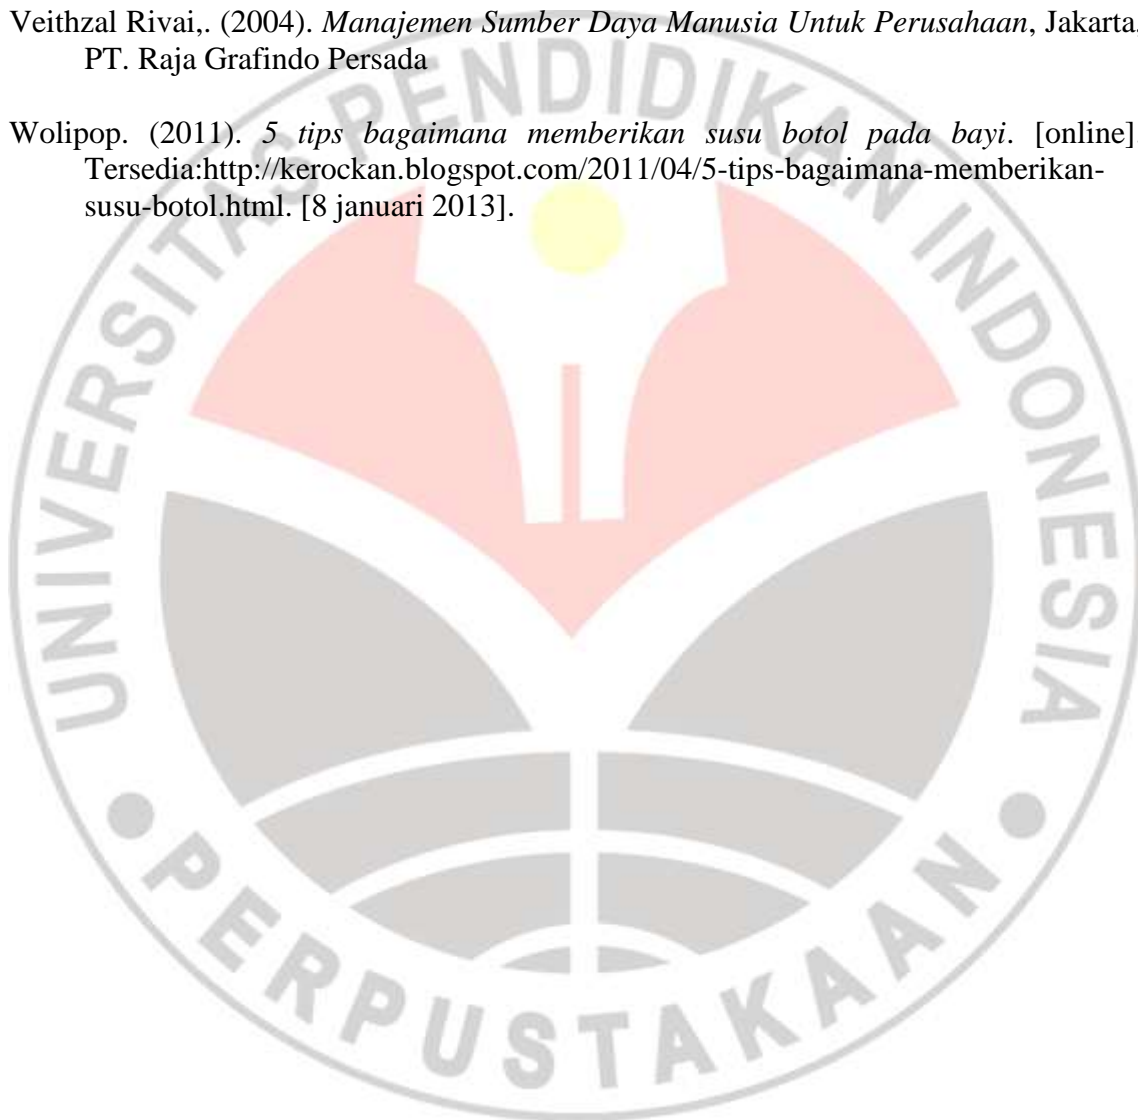 Veithzal Rivai,. (2004). Manajemen Sumber Daya Manusia Untuk Perusahaan, Jakarta.
PT. Raja Grafindo Persada
Wolipop. (2011). 5 tips bagaimana memberikan susu botol pada bayi. [online].
Tersedia:http://kerockan.blogspot.com/2011/04/5-tips-bagaimana-memberikan-
susu-botol.html. [8 januari 2013].
UNIVERSITAS PENDIDIKAN INDONESIA
PERPUSTAKAAN